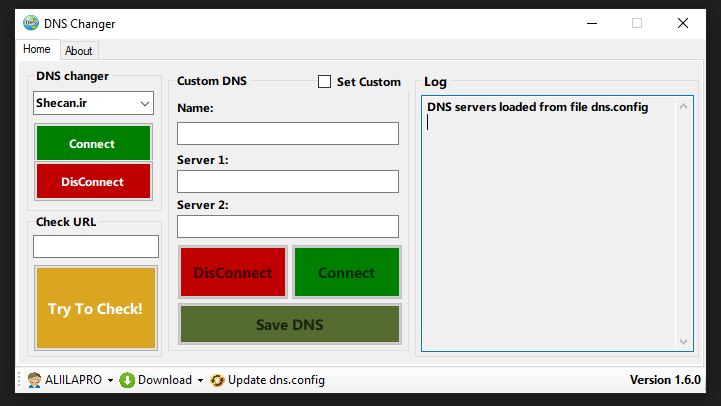 DNS Changer
Home About
DNS changer
Shecan.ir
Connect
DisConnect
Check URL
Try To Check!
Custom DNS
Set Custom
Name:
Server 1:
Server 2:
DisConnect
Connect
Save DNS
Log
DNS servers loaded from file dns.config
ALIILAPRO Download Update dns.config Version 1.6.0